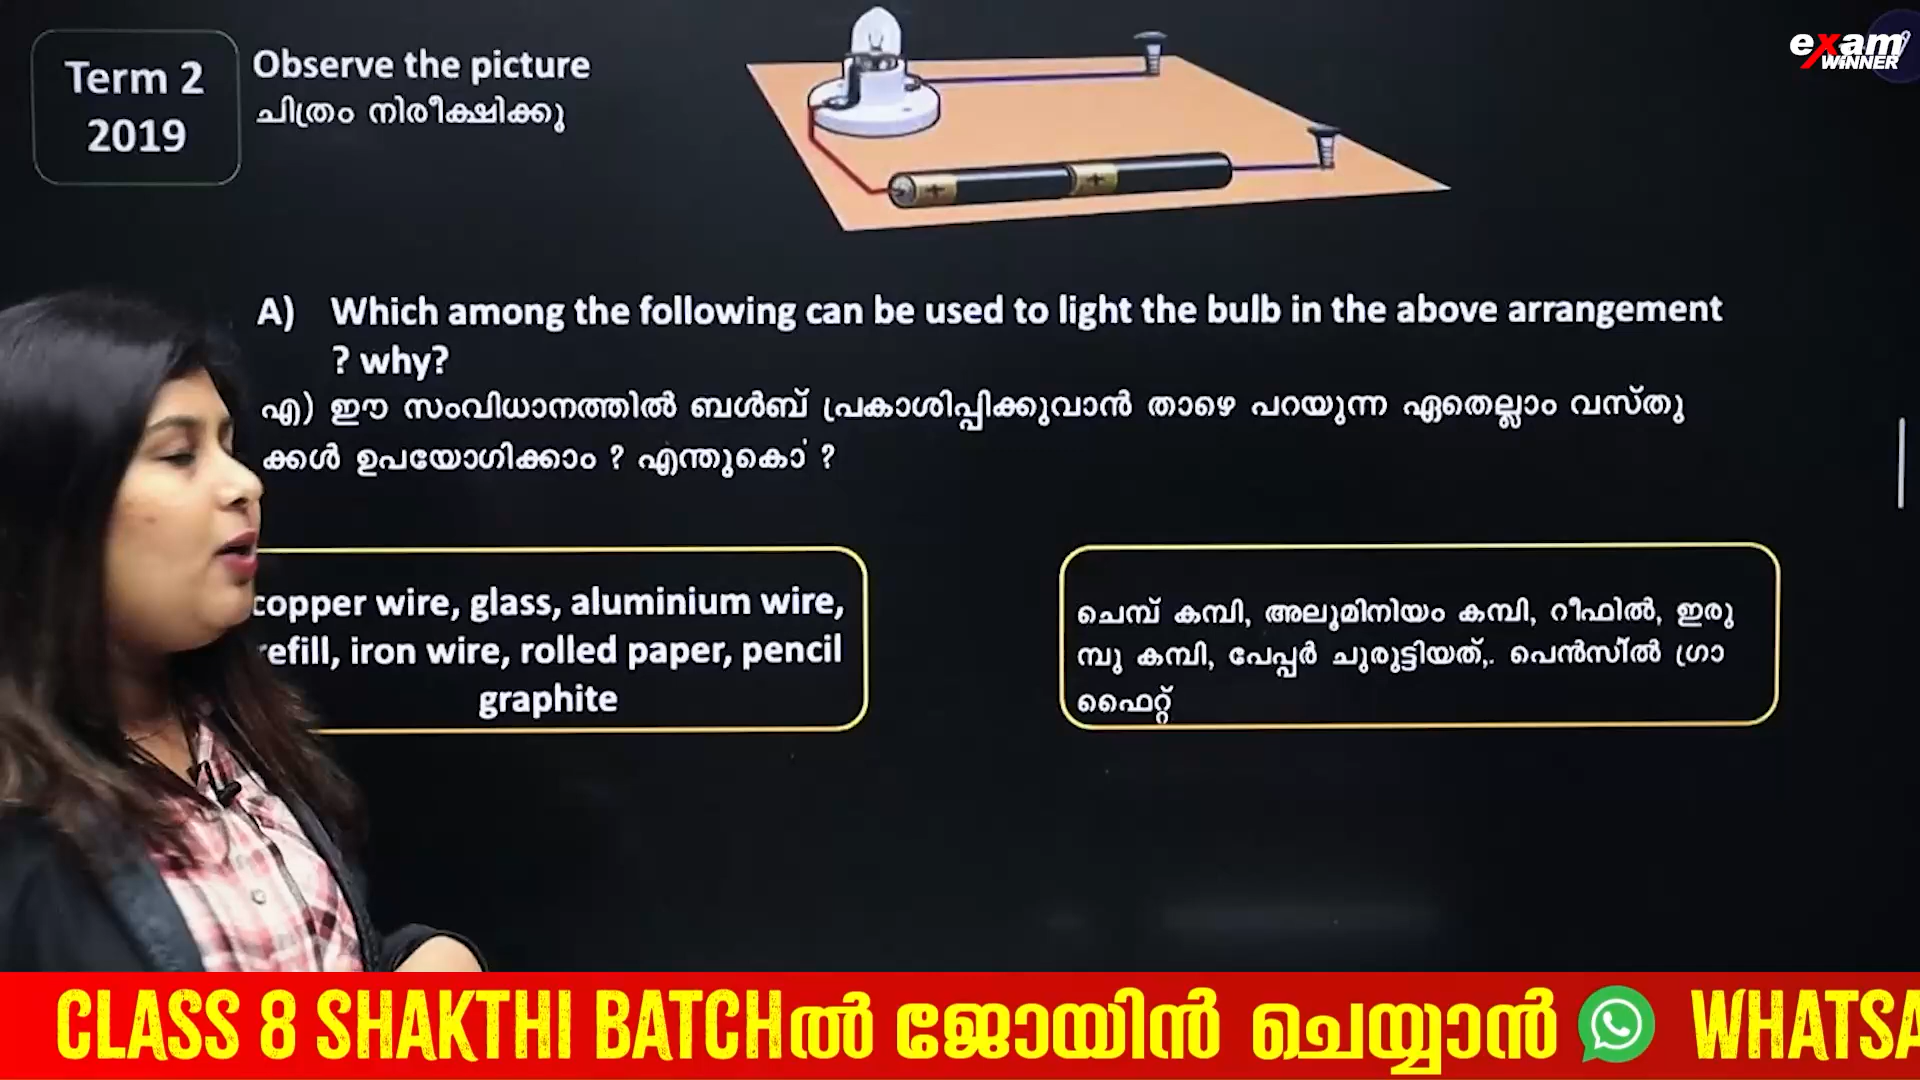 Term 2
2019
Observe the picture
ചിത്രം നിരീക്ഷിക്കൂ
exam
WINNER
A) Which among the following can be used to light the bulb in the above arrangement
? why?
എ) ഈ സംവിധാനത്തിൽ ബൾബ് പ്രകാശിപ്പിക്കുവാൻ താഴെ പറയുന്ന ഏതെല്ലാം വസ്തു
ക്കൾ ഉപയോഗിക്കാം ? എന്തുകൊ ?
copper wire, glass, aluminium wire,
refill, iron wire, rolled paper, pencil
graphite
ചെമ്പ് കമ്പി, അലൂമിനിയം കമ്പി, റീഫിൽ, ഇരു
മ്പു കമ്പി, പേപ്പർ ചുരുട്ടിയത്,. പെൻസിൽ ഗ്രാ
ഫൈറ്റ്
CLASS 8 SHAKTHI BATCHൽ ജോയിൻ ചെയ്യാൻ WHATSA